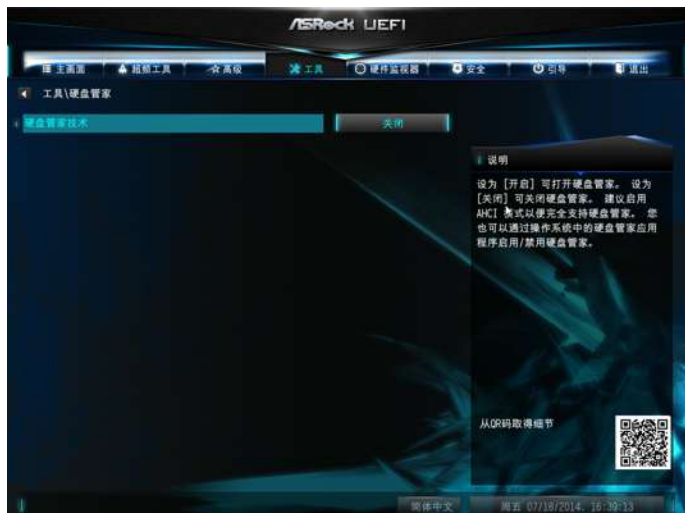 ASRock UEFI
主画面
超频工具
高级
工具
硬件监视器
安全
引导
退出
工具\硬盘管家
硬盘管家技术
关闭
说明
设为 [开启] 可打开硬盘管家。 设为
[关闭] 可关闭硬盘管家。 建议启用
AHCI 模式以便完全支持硬盘管家。 您
也可以通过操作系统中的硬盘管家应用
程序启用/禁用硬盘管家。
从QR码取得细节
简体中文
周五 07/18/2014. 16:39:13